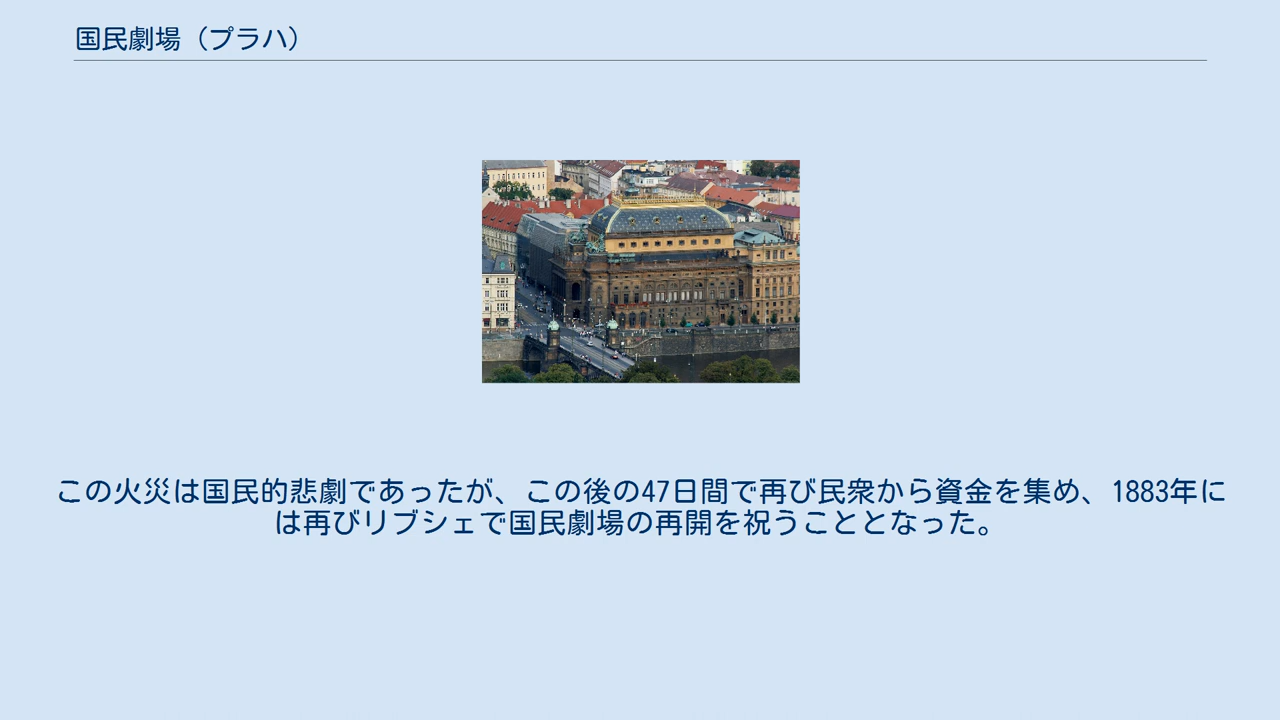 国民劇場（プラハ）
この火災は国民的悲劇であったが、この後の47日間で再び民衆から資金を集め、1883年に
は再びリブシェで国民劇場の再開を祝うこととなった。